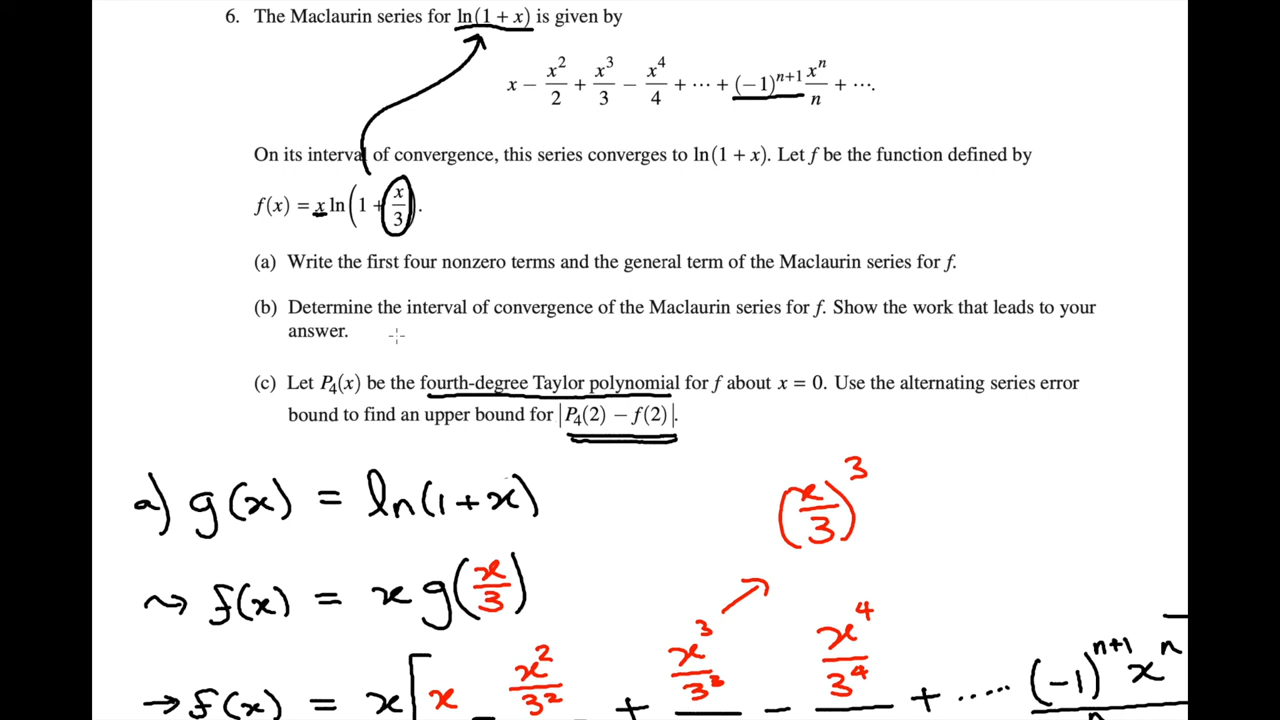 6. The Maclaurin series for ln(1 + x) is given by
x − x²/2 + x³/3 − x⁴/4 + ⋯ + (−1)ⁿ⁺¹ xⁿ/n + ⋯.
On its interval of convergence, this series converges to ln(1 + x). Let f be the function defined by
f(x) = x ln(1 + x/3).
(a) Write the first four nonzero terms and the general term of the Maclaurin series for f.
(b) Determine the interval of convergence of the Maclaurin series for f. Show the work that leads to your
answer.
(c) Let P₄(x) be the fourth-degree Taylor polynomial for f about x = 0. Use the alternating series error
bound to find an upper bound for |P₄(2) − f(2)|.
a) g(x) = ln(1+x)
(x/3)³
⇝ f(x) = x g(x/3)
→ f(x) = x[x − x²/3² + x³/3³ − x⁴/3⁴ + ..... (−1)ⁿ⁺¹ xⁿ